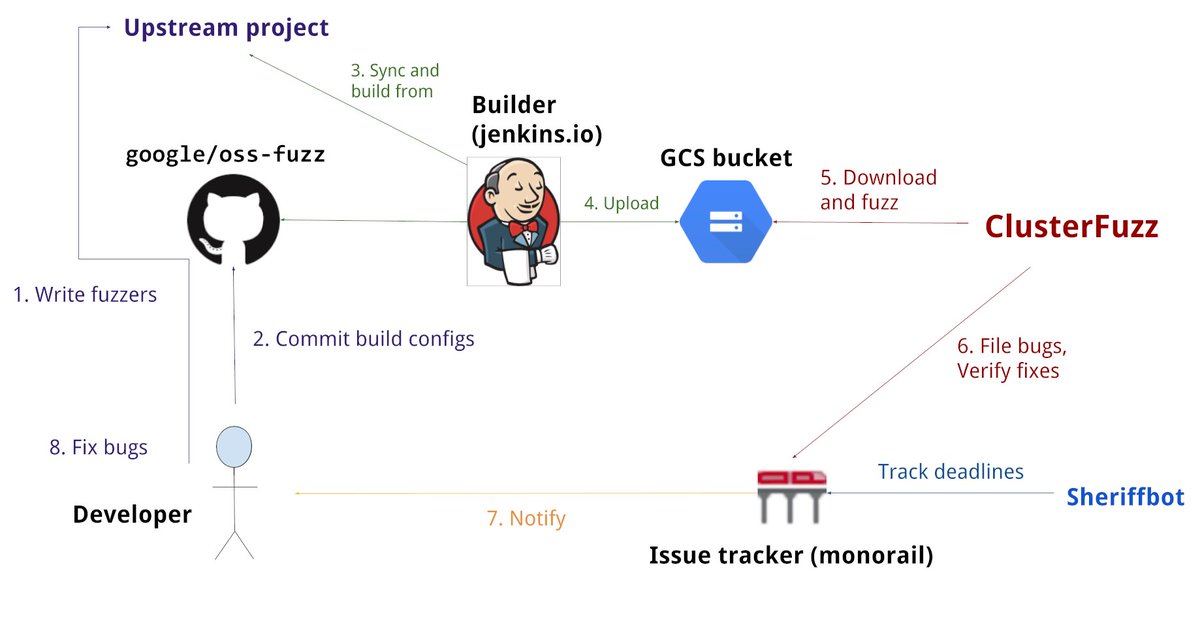 Upstream project
3. Sync and
build from
Builder
(jenkins.io)
google/oss-fuzz
GCS bucket
4. Upload
5. Download
and fuzz
ClusterFuzz
1. Write fuzzers
2. Commit build configs
6. File bugs,
Verify fixes
8. Fix bugs
Developer
7. Notify
Track deadlines
Sheriffbot
Issue tracker (monorail)